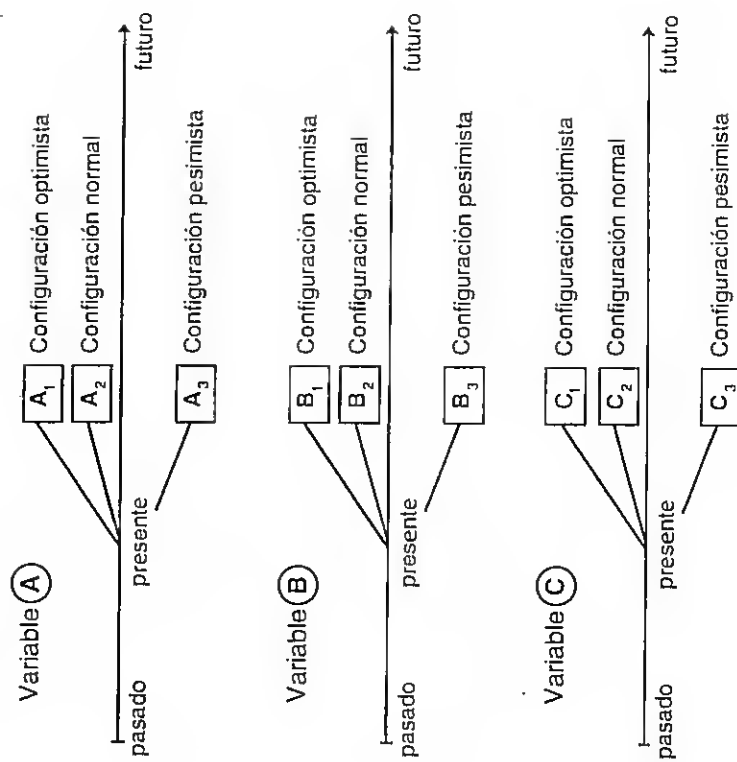 Variable A
A1 Configuración optimista
A2 Configuración normal
pasado presente futuro
A3 Configuración pesimista
Variable B
B1 Configuración optimista
B2 Configuración normal
pasado presente futuro
B3 Configuración pesimista
Variable C
C1 Configuración optimista
C2 Configuración normal
pasado presente futuro
C3 Configuración pesimista